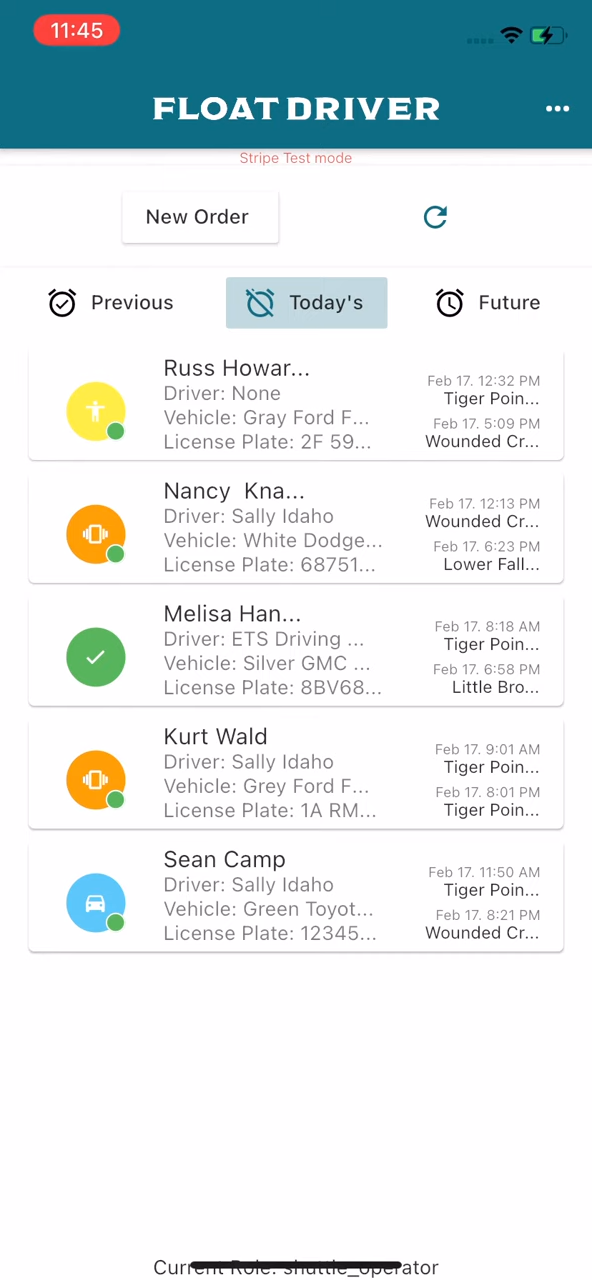 11:45
FLOAT DRIVER
Stripe Test mode
New Order
Previous
Today's
Future
Russ Howar...
Driver: None
Vehicle: Gray Ford F...
License Plate: 2F 59...
Feb 17. 12:32 PM
Tiger Poin...
Feb 17. 5:09 PM
Wounded Cr...
Nancy  Kna...
Driver: Sally Idaho
Vehicle: White Dodge...
License Plate: 68751...
Feb 17. 12:13 PM
Wounded Cr...
Feb 17. 6:23 PM
Lower Fall...
Melisa Han...
Driver: ETS Driving ...
Vehicle: Silver GMC ...
License Plate: 8BV68...
Feb 17. 8:18 AM
Tiger Poin...
Feb 17. 6:58 PM
Little Bro...
Kurt Wald
Driver: Sally Idaho
Vehicle: Grey Ford F...
License Plate: 1A RM...
Feb 17. 9:01 AM
Tiger Poin...
Feb 17. 8:01 PM
Tiger Poin...
Sean Camp
Driver: Sally Idaho
Vehicle: Green Toyot...
License Plate: 12345...
Feb 17. 11:50 AM
Tiger Poin...
Feb 17. 8:21 PM
Wounded Cr...
Current Role: shuttle_operator